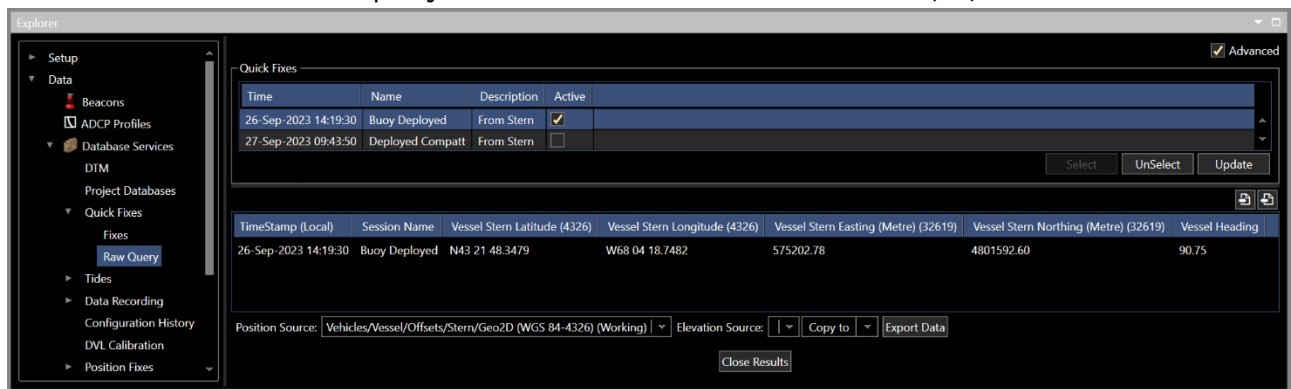 Explorer
Setup
Data
Beacons
ADCP Profiles
Database Services
DTM
Project Databases
Quick Fixes
Fixes
Raw Query
Tides
Data Recording
Configuration History
DVL Calibration
Position Fixes
Advanced
Quick Fixes
Time Name Description Active
26-Sep-2023 14:19:30 Buoy Deployed From Stern
27-Sep-2023 09:43:50 Deployed Compatt From Stern
Select UnSelect Update
TimeStamp (Local) Session Name Vessel Stern Latitude (4326) Vessel Stern Longitude (4326) Vessel Stern Easting (Metre) (32619) Vessel Stern Northing (Metre) (32619) Vessel Heading
26-Sep-2023 14:19:30 Buoy Deployed N43 21 48.3479 W68 04 18.7482 575202.78 4801592.60 90.75
Position Source: Vehicles/Vessel/Offsets/Stern/Geo2D (WGS 84-4326) (Working) Elevation Source: Copy to Export Data
Close Results